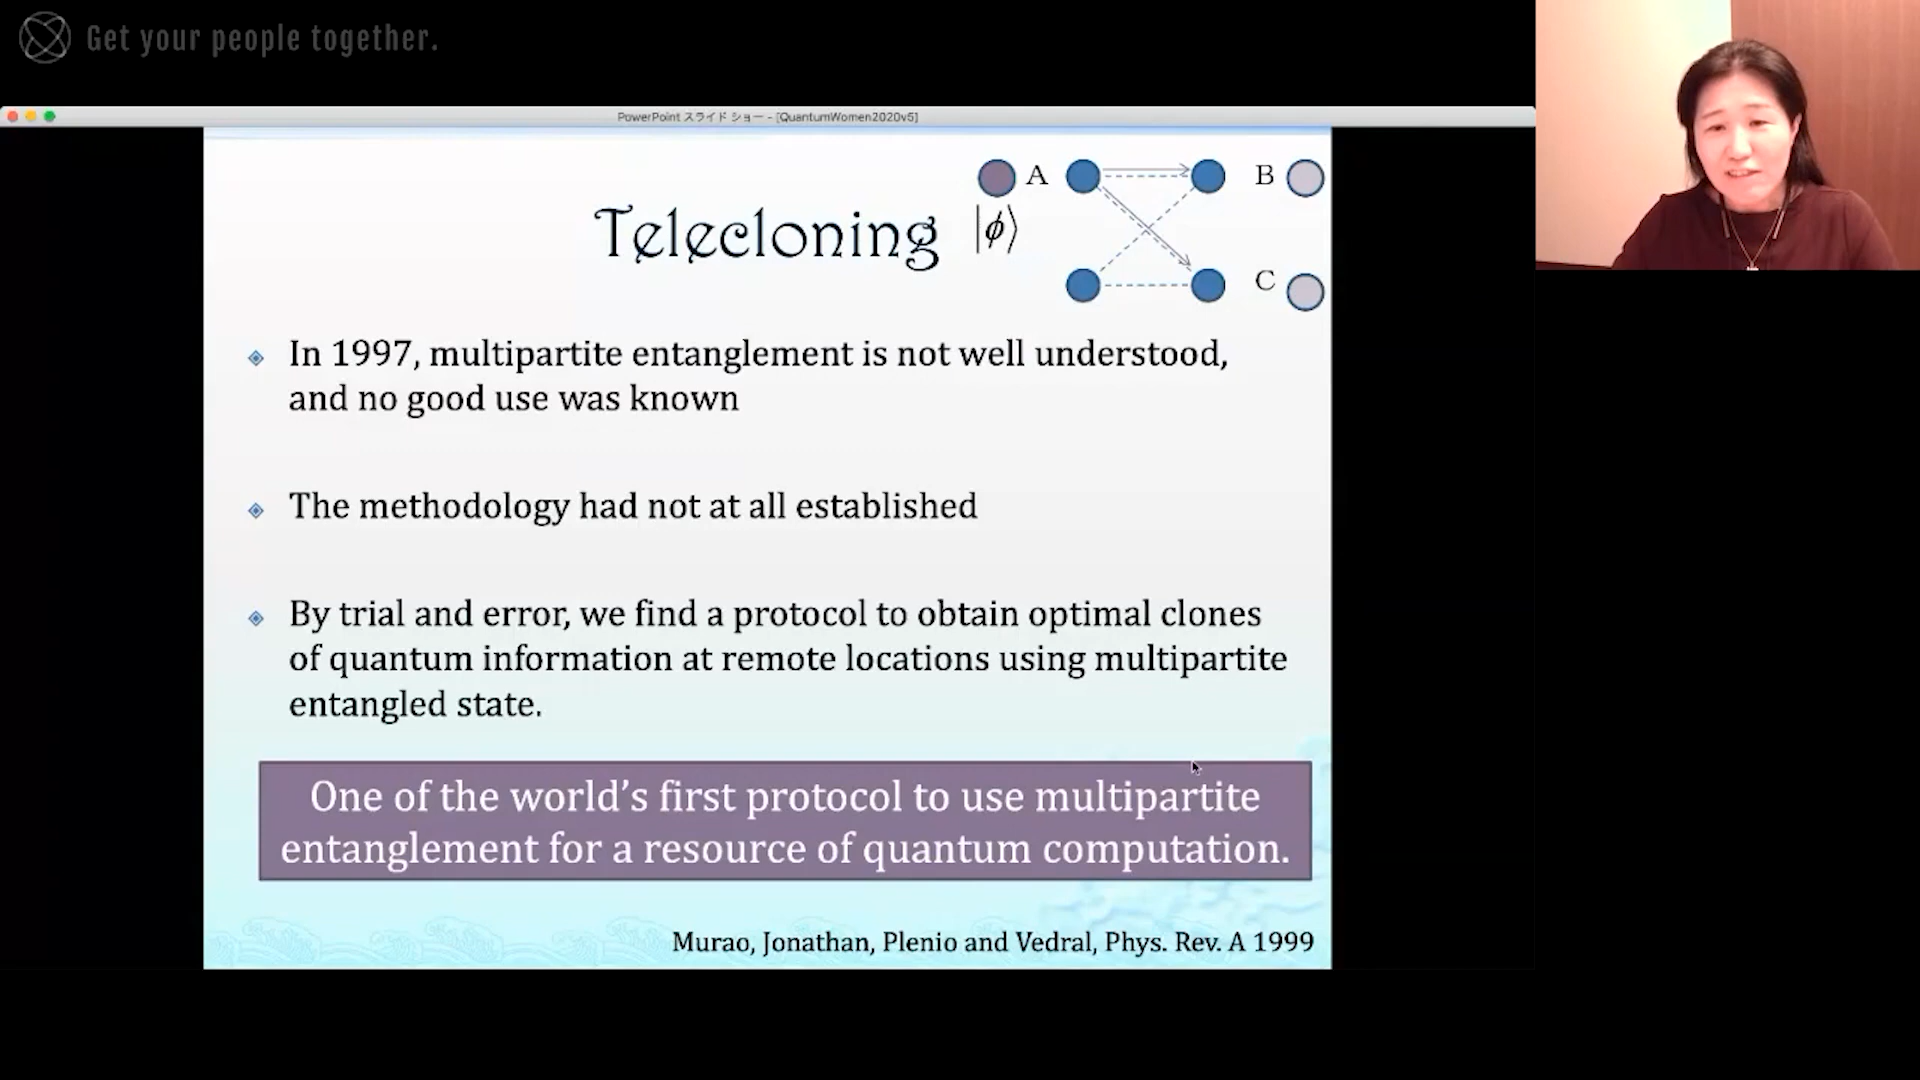 Get your people together.
PowerPoint スライド ショー - [QuantumWomen2020v5]
A
B
Telecloning
|ϕ⟩
C
In 1997, multipartite entanglement is not well understood,
and no good use was known
The methodology had not at all established
By trial and error, we find a protocol to obtain optimal clones
of quantum information at remote locations using multipartite
entangled state.
One of the world's first protocol to use multipartite
entanglement for a resource of quantum computation.
Murao, Jonathan, Plenio and Vedral, Phys. Rev. A 1999